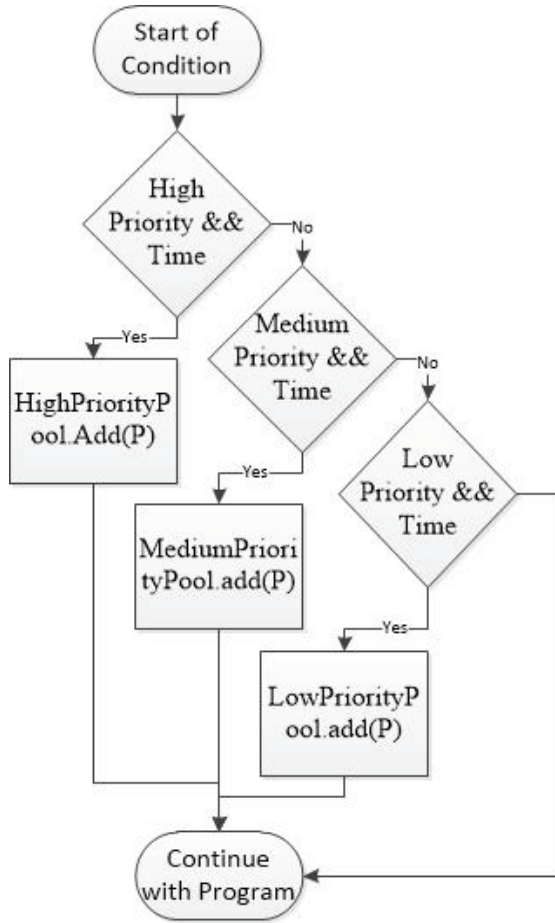 Start of
Condition
High
Priority &&
Time
No
Yes
Medium
Priority &&
Time
No
HighPriorityP
ool.Add(P)
Low
Priority &&
Time
Yes
MediumPriori
tyPool.add(P)
Yes
LowPriorityP
ool.add(P)
Continue
with Program